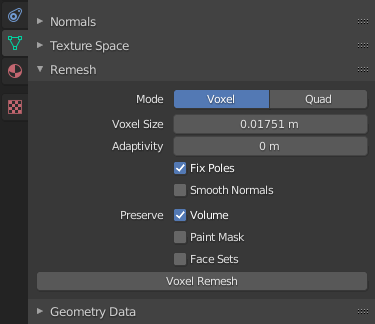 Normals
Texture Space
Remesh
Mode Voxel Quad
Voxel Size 0.01751 m
Adaptivity 0 m
Fix Poles
Smooth Normals
Preserve Volume
Paint Mask
Face Sets
Voxel Remesh
Geometry Data